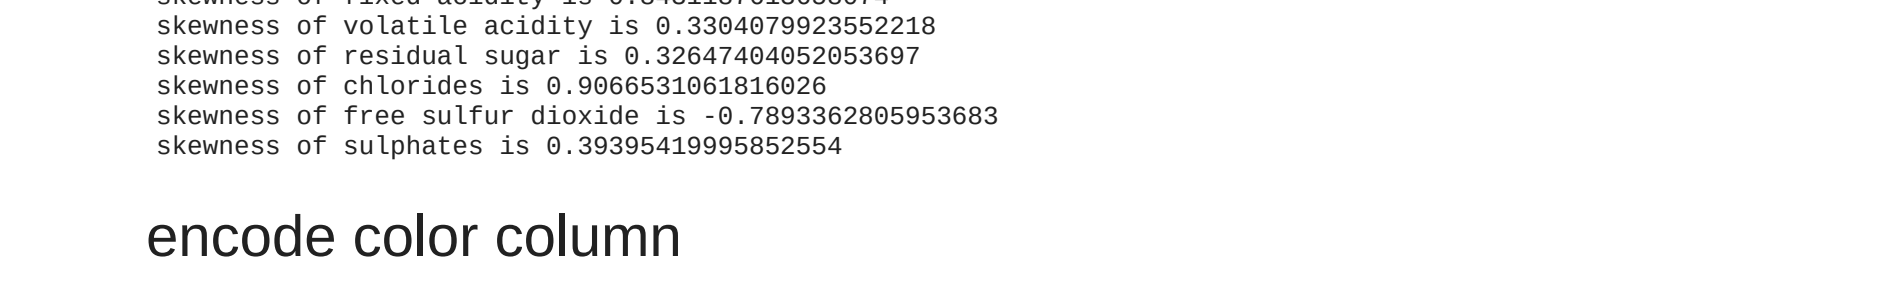 skewness of volatile acidity is 0.3304079923552218
skewness of residual sugar is 0.32647404052053697
skewness of chlorides is 0.9066531061816026
skewness of free sulfur dioxide is -0.7893362805953683
skewness of sulphates is 0.39395419995852554
encode color column